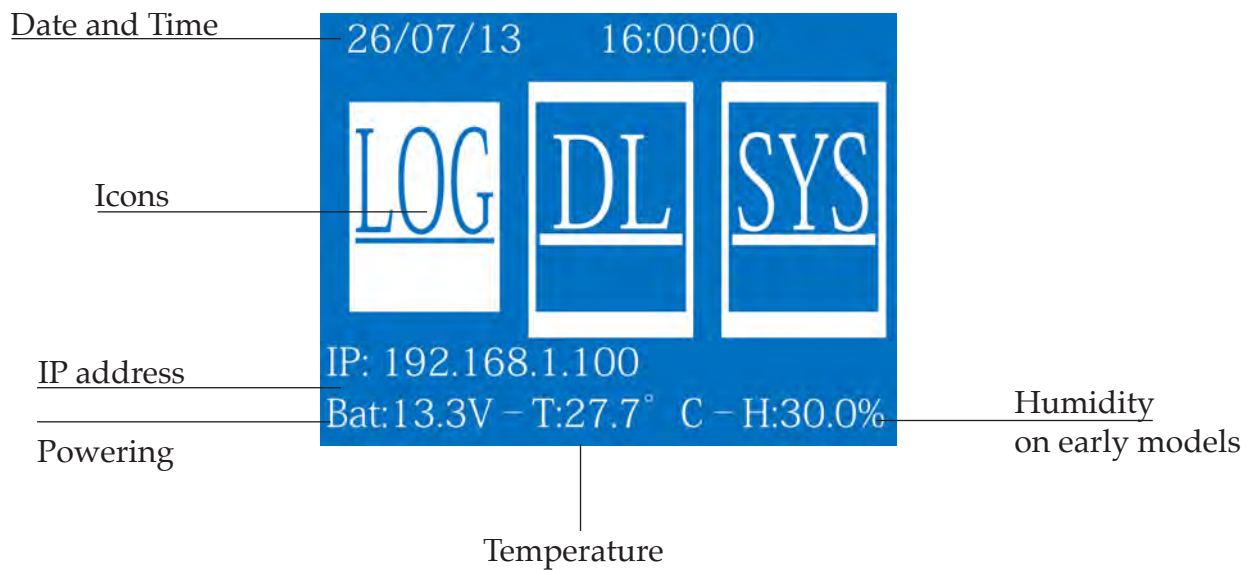 Date and Time
26/07/13 16:00:00
LOG DL SYS
Icons
IP: 192.168.1.100
IP address
Bat:13.3V – T:27.7° C – H:30.0%
Powering
Humidity
on early models
Temperature